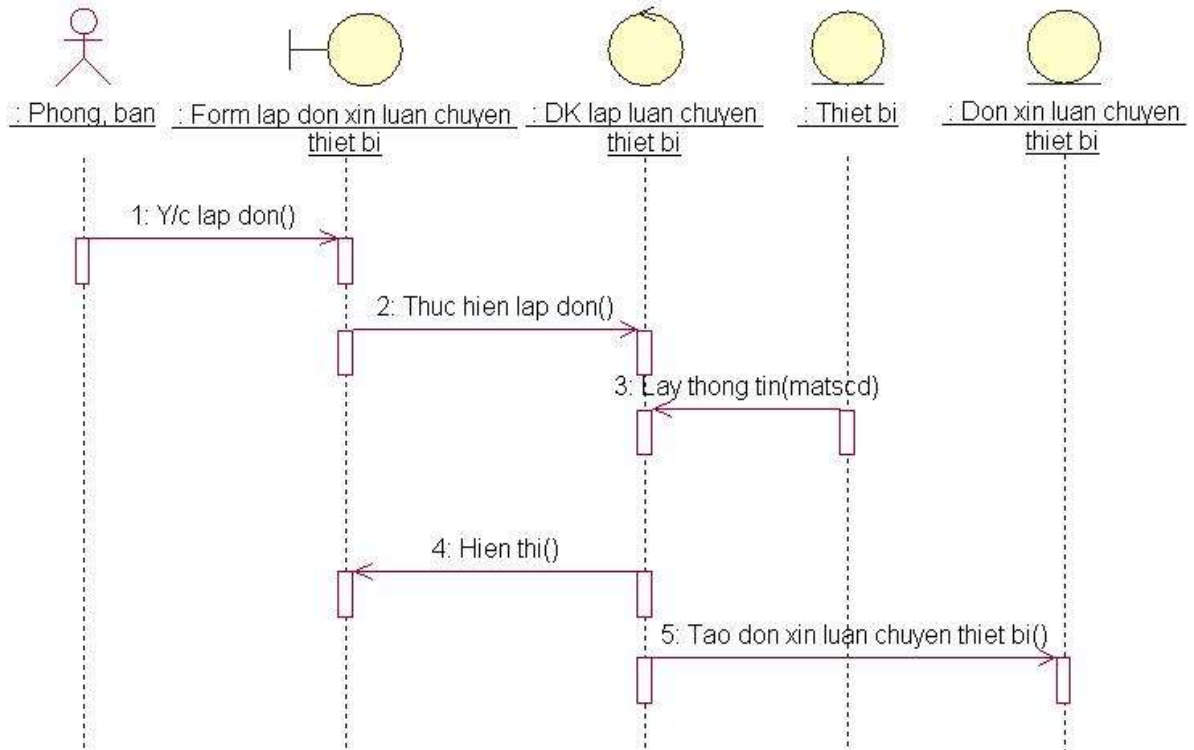 : Phong, ban
: Form lap don xin luan chuyen
thiet bi
: DK lap luan chuyen
thiet bi
: Thiet bi
: Don xin luan chuyen
thiet bi
1: Y/c lap don()
2: Thuc hien lap don()
3: Lay thong tin(matscd)
4: Hien thi()
5: Tao don xin luan chuyen thiet bi()